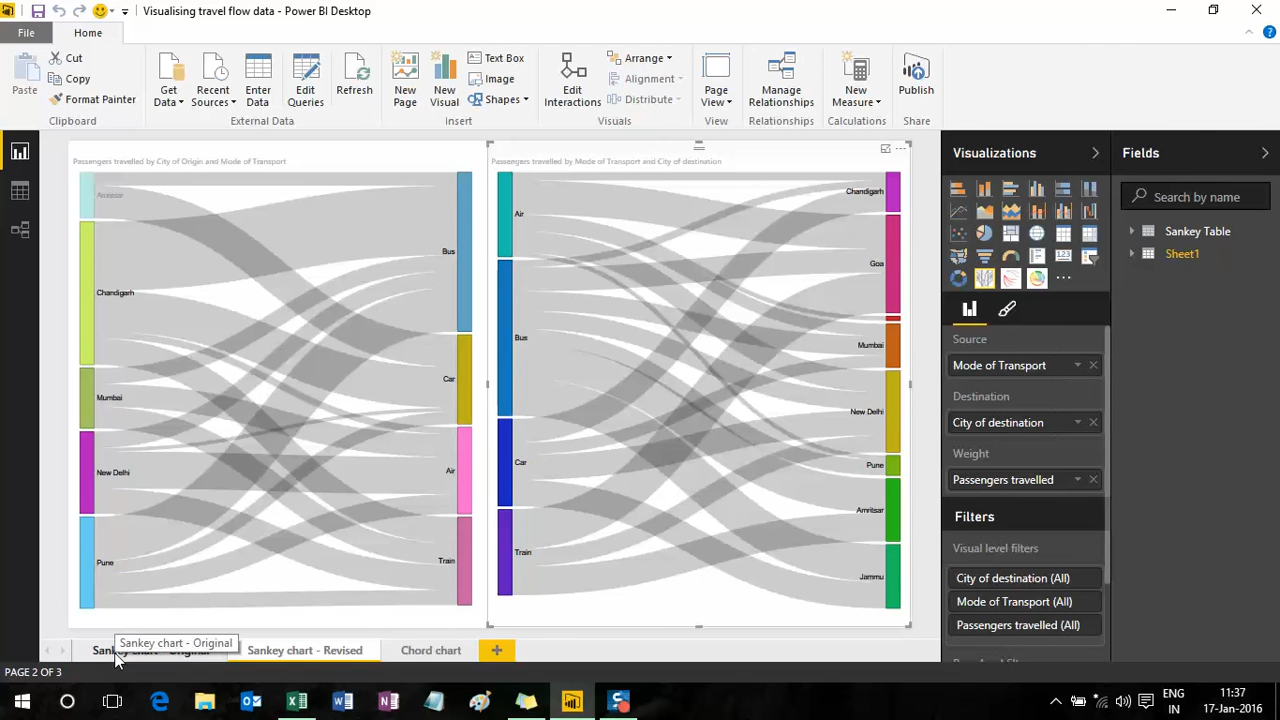 Visualising travel flow data - Power BI Desktop
File
Home
Cut
Copy
Format Painter
Paste
Clipboard
Get Data
Recent Sources
Enter Data
Edit Queries
Refresh
External Data
New Page
New Visual
Text Box
Image
Shapes
Insert
Edit Interactions
Arrange
Alignment
Distribute
Visuals
Page View
Manage Relationships
Relationships
New Measure
Calculations
Publish
Share
Passengers travelled by City of Origin and Mode of Transport
Amritsar
Chandigarh
Mumbai
New Delhi
Pune
Bus
Car
Air
Train
Passengers travelled by Mode of Transport and City of destination
Air
Bus
Car
Train
Chandigarh
Goa
Mumbai
New Delhi
Pune
Amritsar
Jammu
Visualizations
Source
Mode of Transport
Destination
City of destination
Weight
Passengers travelled
Filters
Visual level filters
City of destination (All)
Mode of Transport (All)
Passengers travelled (All)
Fields
Search by name
Sankey Table
Sheet1
Sankey chart - Original
Sankey chart - Original
Sankey chart - Revised
Chord chart
PAGE 2 OF 3
ENG
IN
11:37
17-Jan-2016